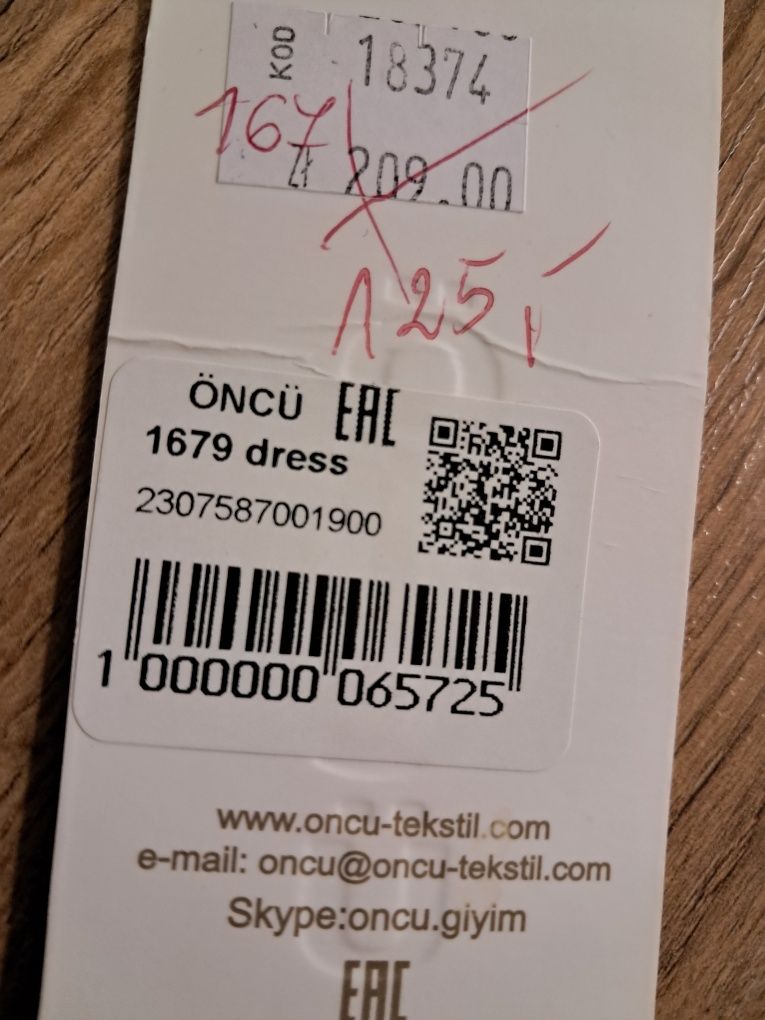 KOD
18374
167
zł 209.00
125,-
ÖNCÜ EAC
1679 dress
2307587001900
1 000000 065725
www.oncu-tekstil.com
e-mail: oncu@oncu-tekstil.com
Skype:oncu.giyim
EAC